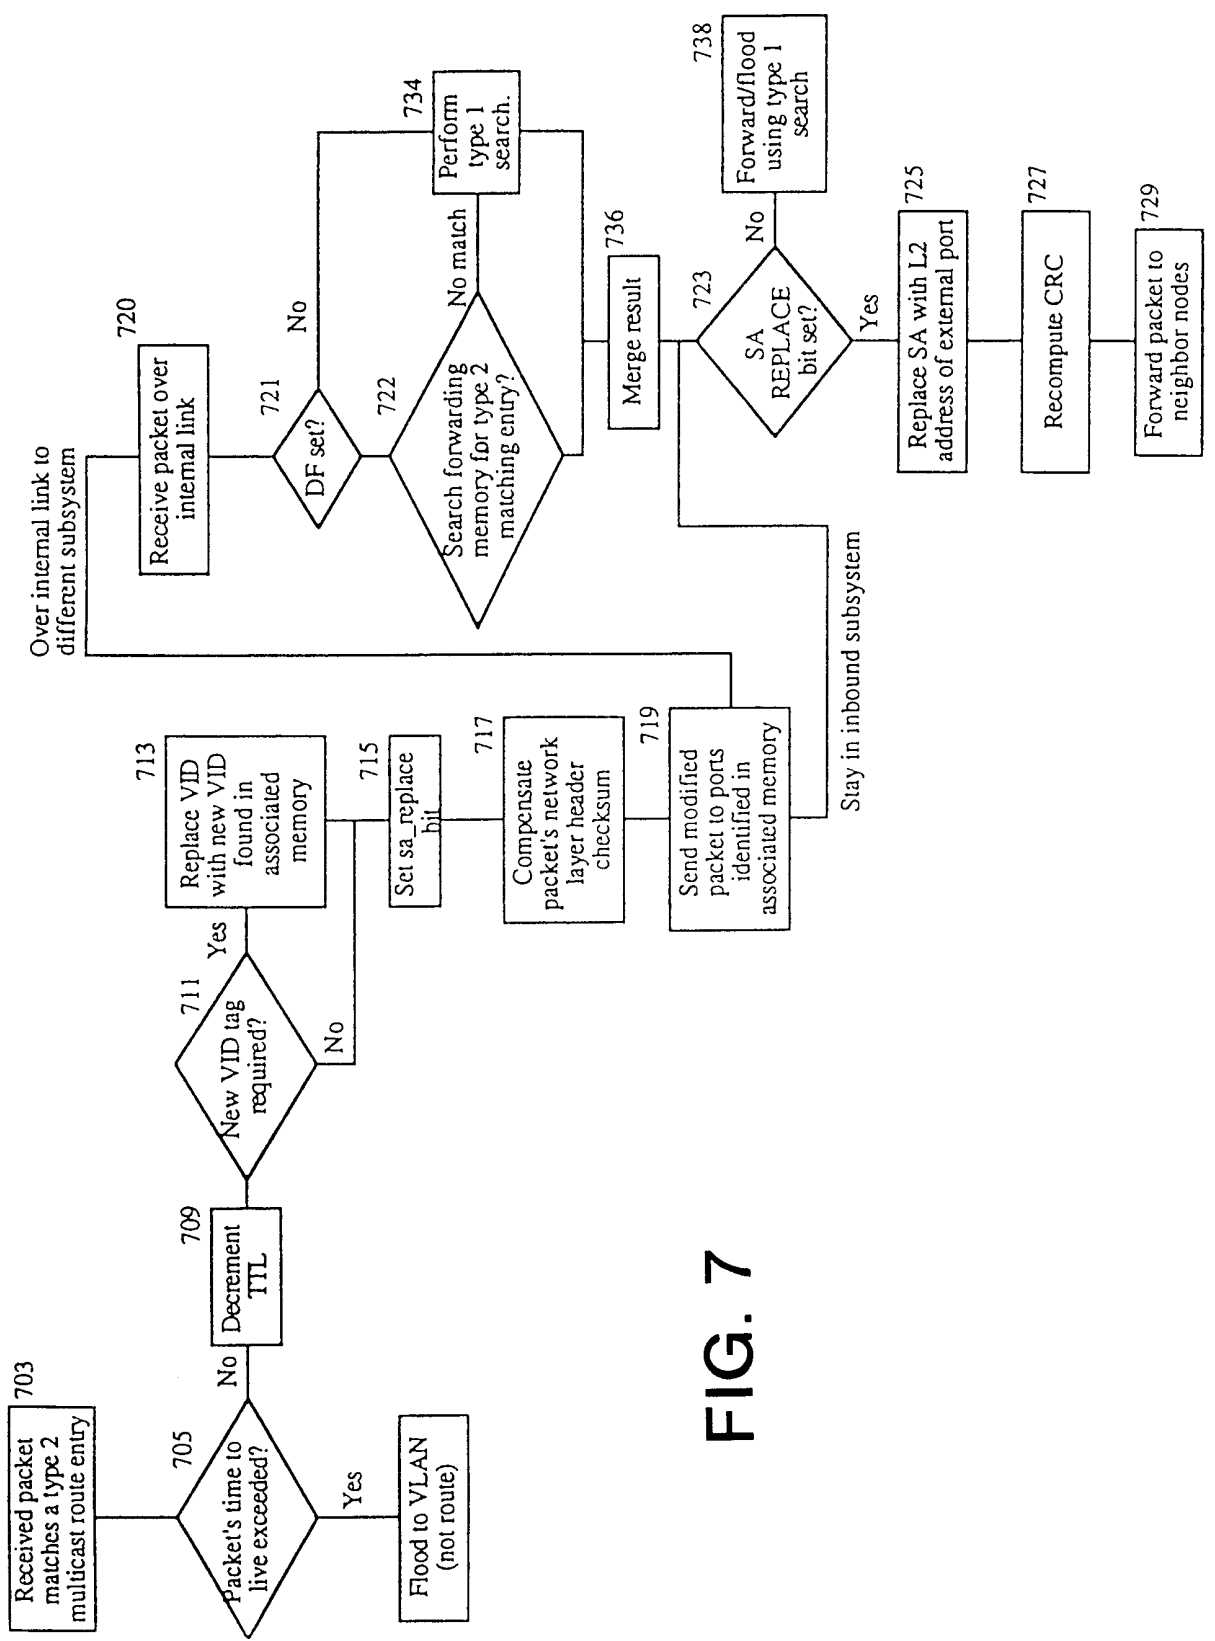 703
Received packet
matches a type 2
multicast route entry
705
Packet's time to
live exceeded?
No
Yes
Flood to VLAN
(not route)
709
Decrement
TTL
711
New VID tag
required?
Yes
No
713
Replace VID
with new VID
found in
associated
memory
715
Set sa_replace
bit
717
Compensate
packet's network
layer header
checksum
719
Send modified
packet to ports
identified in
associated memory
Over internal link to
different subsystem
Stay in inbound subsystem
720
Receive packet over
internal link
721
DF set?
No
722
Search forwarding
memory for type 2
matching entry?
No match
734
Perform
type 1
search.
736
Merge result
723
SA
REPLACE
bit set?
No
Yes
738
Forward/flood
using type 1
search
725
Replace SA with L2
address of external port
727
Recompute CRC
729
Forward packet to
neighbor nodes
FIG. 7